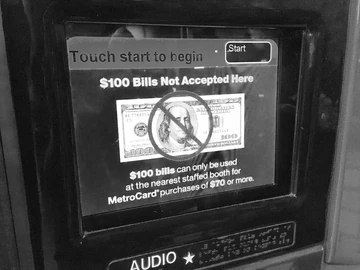 Touch start to begin
Start
$100 Bills Not Accepted Here
$100 bills can only be used
at the nearest staffed booth for
MetroCard® purchases of $70 or more.
AUDIO ★